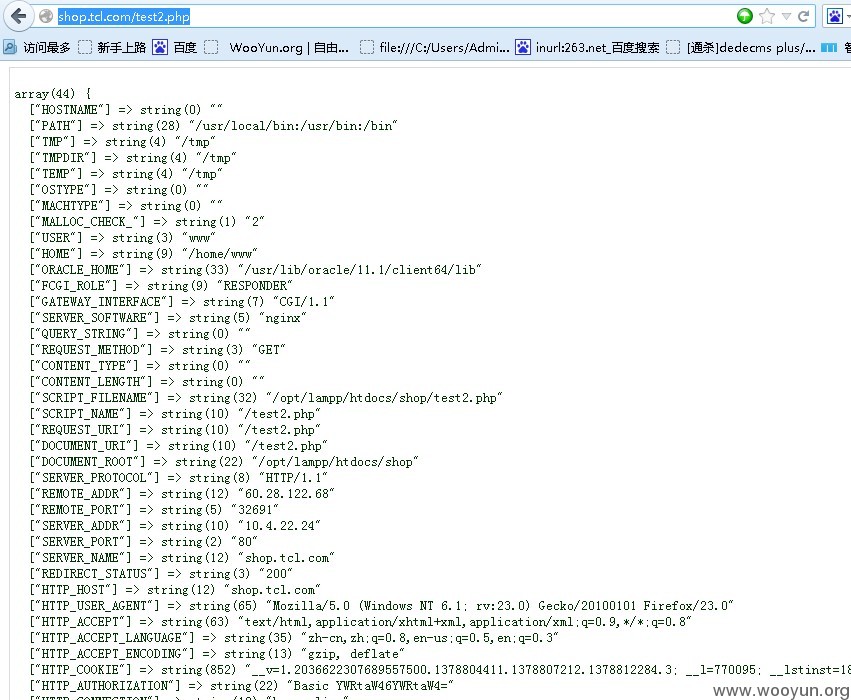 shop.tcl.com/test2.php
访问最多 新手上路 百度 WooYun.org | 自由... file:///C:/Users/Admi... inurl:263.net_百度搜索 [通杀]dedecms plus/...
array(44) {
["HOSTNAME"] => string(0) ""
["PATH"] => string(28) "/usr/local/bin:/usr/bin:/bin"
["TMP"] => string(4) "/tmp"
["TMPDIR"] => string(4) "/tmp"
["TEMP"] => string(4) "/tmp"
["OSTYPE"] => string(0) ""
["MACHTYPE"] => string(0) ""
["MALLOC_CHECK_"] => string(1) "2"
["USER"] => string(3) "www"
["HOME"] => string(9) "/home/www"
["ORACLE_HOME"] => string(33) "/usr/lib/oracle/11.1/client64/lib"
["FCGI_ROLE"] => string(9) "RESPONDER"
["GATEWAY_INTERFACE"] => string(7) "CGI/1.1"
["SERVER_SOFTWARE"] => string(5) "nginx"
["QUERY_STRING"] => string(0) ""
["REQUEST_METHOD"] => string(3) "GET"
["CONTENT_TYPE"] => string(0) ""
["CONTENT_LENGTH"] => string(0) ""
["SCRIPT_FILENAME"] => string(32) "/opt/lampp/htdocs/shop/test2.php"
["SCRIPT_NAME"] => string(10) "/test2.php"
["REQUEST_URI"] => string(10) "/test2.php"
["DOCUMENT_URI"] => string(10) "/test2.php"
["DOCUMENT_ROOT"] => string(22) "/opt/lampp/htdocs/shop"
["SERVER_PROTOCOL"] => string(8) "HTTP/1.1"
["REMOTE_ADDR"] => string(12) "60.28.122.68"
["REMOTE_PORT"] => string(5) "32691"
["SERVER_ADDR"] => string(10) "10.4.22.24"
["SERVER_PORT"] => string(2) "80"
["SERVER_NAME"] => string(12) "shop.tcl.com"
["REDIRECT_STATUS"] => string(3) "200"
["HTTP_HOST"] => string(12) "shop.tcl.com"
["HTTP_USER_AGENT"] => string(65) "Mozilla/5.0 (Windows NT 6.1; rv:23.0) Gecko/20100101 Firefox/23.0"
["HTTP_ACCEPT"] => string(63) "text/html,application/xhtml+xml,application/xml;q=0.9,*/*;q=0.8"
["HTTP_ACCEPT_LANGUAGE"] => string(35) "zh-cn,zh;q=0.8,en-us;q=0.5,en;q=0.3"
["HTTP_ACCEPT_ENCODING"] => string(13) "gzip, deflate"
["HTTP_COOKIE"] => string(852) "__v=1.2036622307689557500.1378804411.1378807212.1378812284.3; __l=770095; __lstinst=18
["HTTP_AUTHORIZATION"] => string(22) "Basic YWRtaW46YWRtaW4="
www.wooyun.org